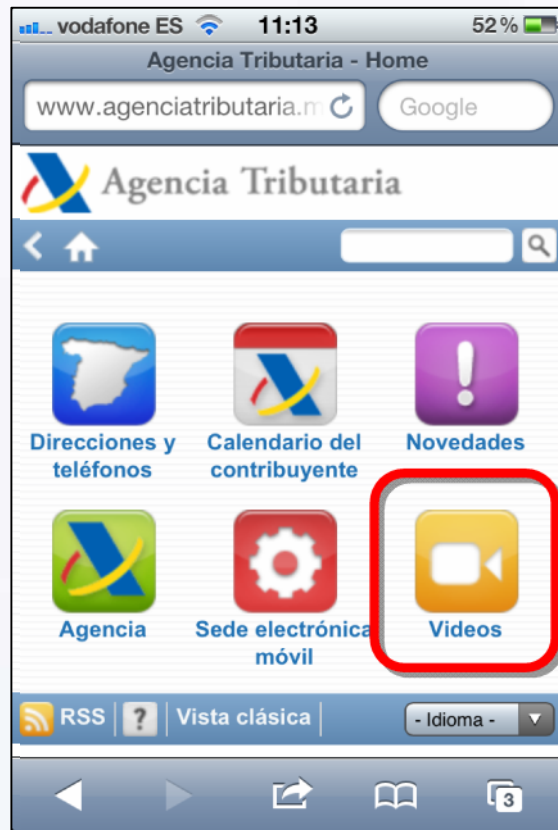 vodafone ES 11:13 52 %
Agencia Tributaria - Home
www.agenciatributaria.m Google
Agencia Tributaria
Direcciones y teléfonos
Calendario del contribuyente
Novedades
Agencia
Sede electrónica móvil
Videos
RSS ? Vista clásica - Idioma -
3